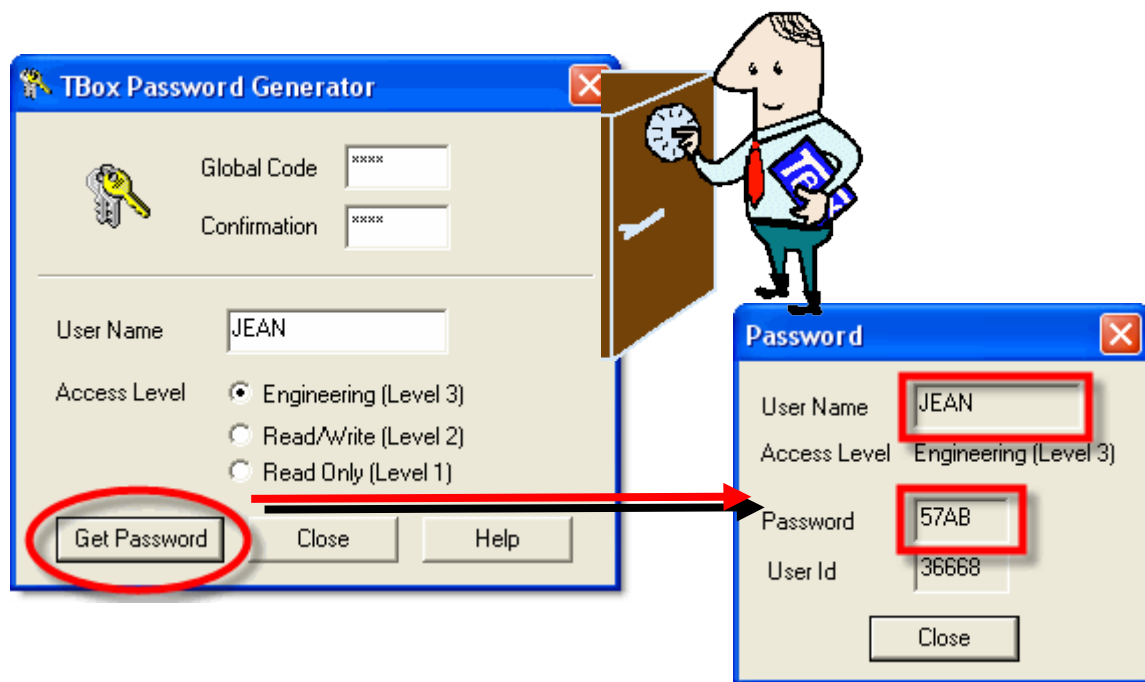 TBox Password Generator
Global Code ****
Confirmation ****
User Name JEAN
Access Level Engineering (Level 3)
Read/Write (Level 2)
Read Only (Level 1)
Get Password Close Help
Password
User Name JEAN
Access Level Engineering (Level 3)
Password 57AB
User Id 36668
Close